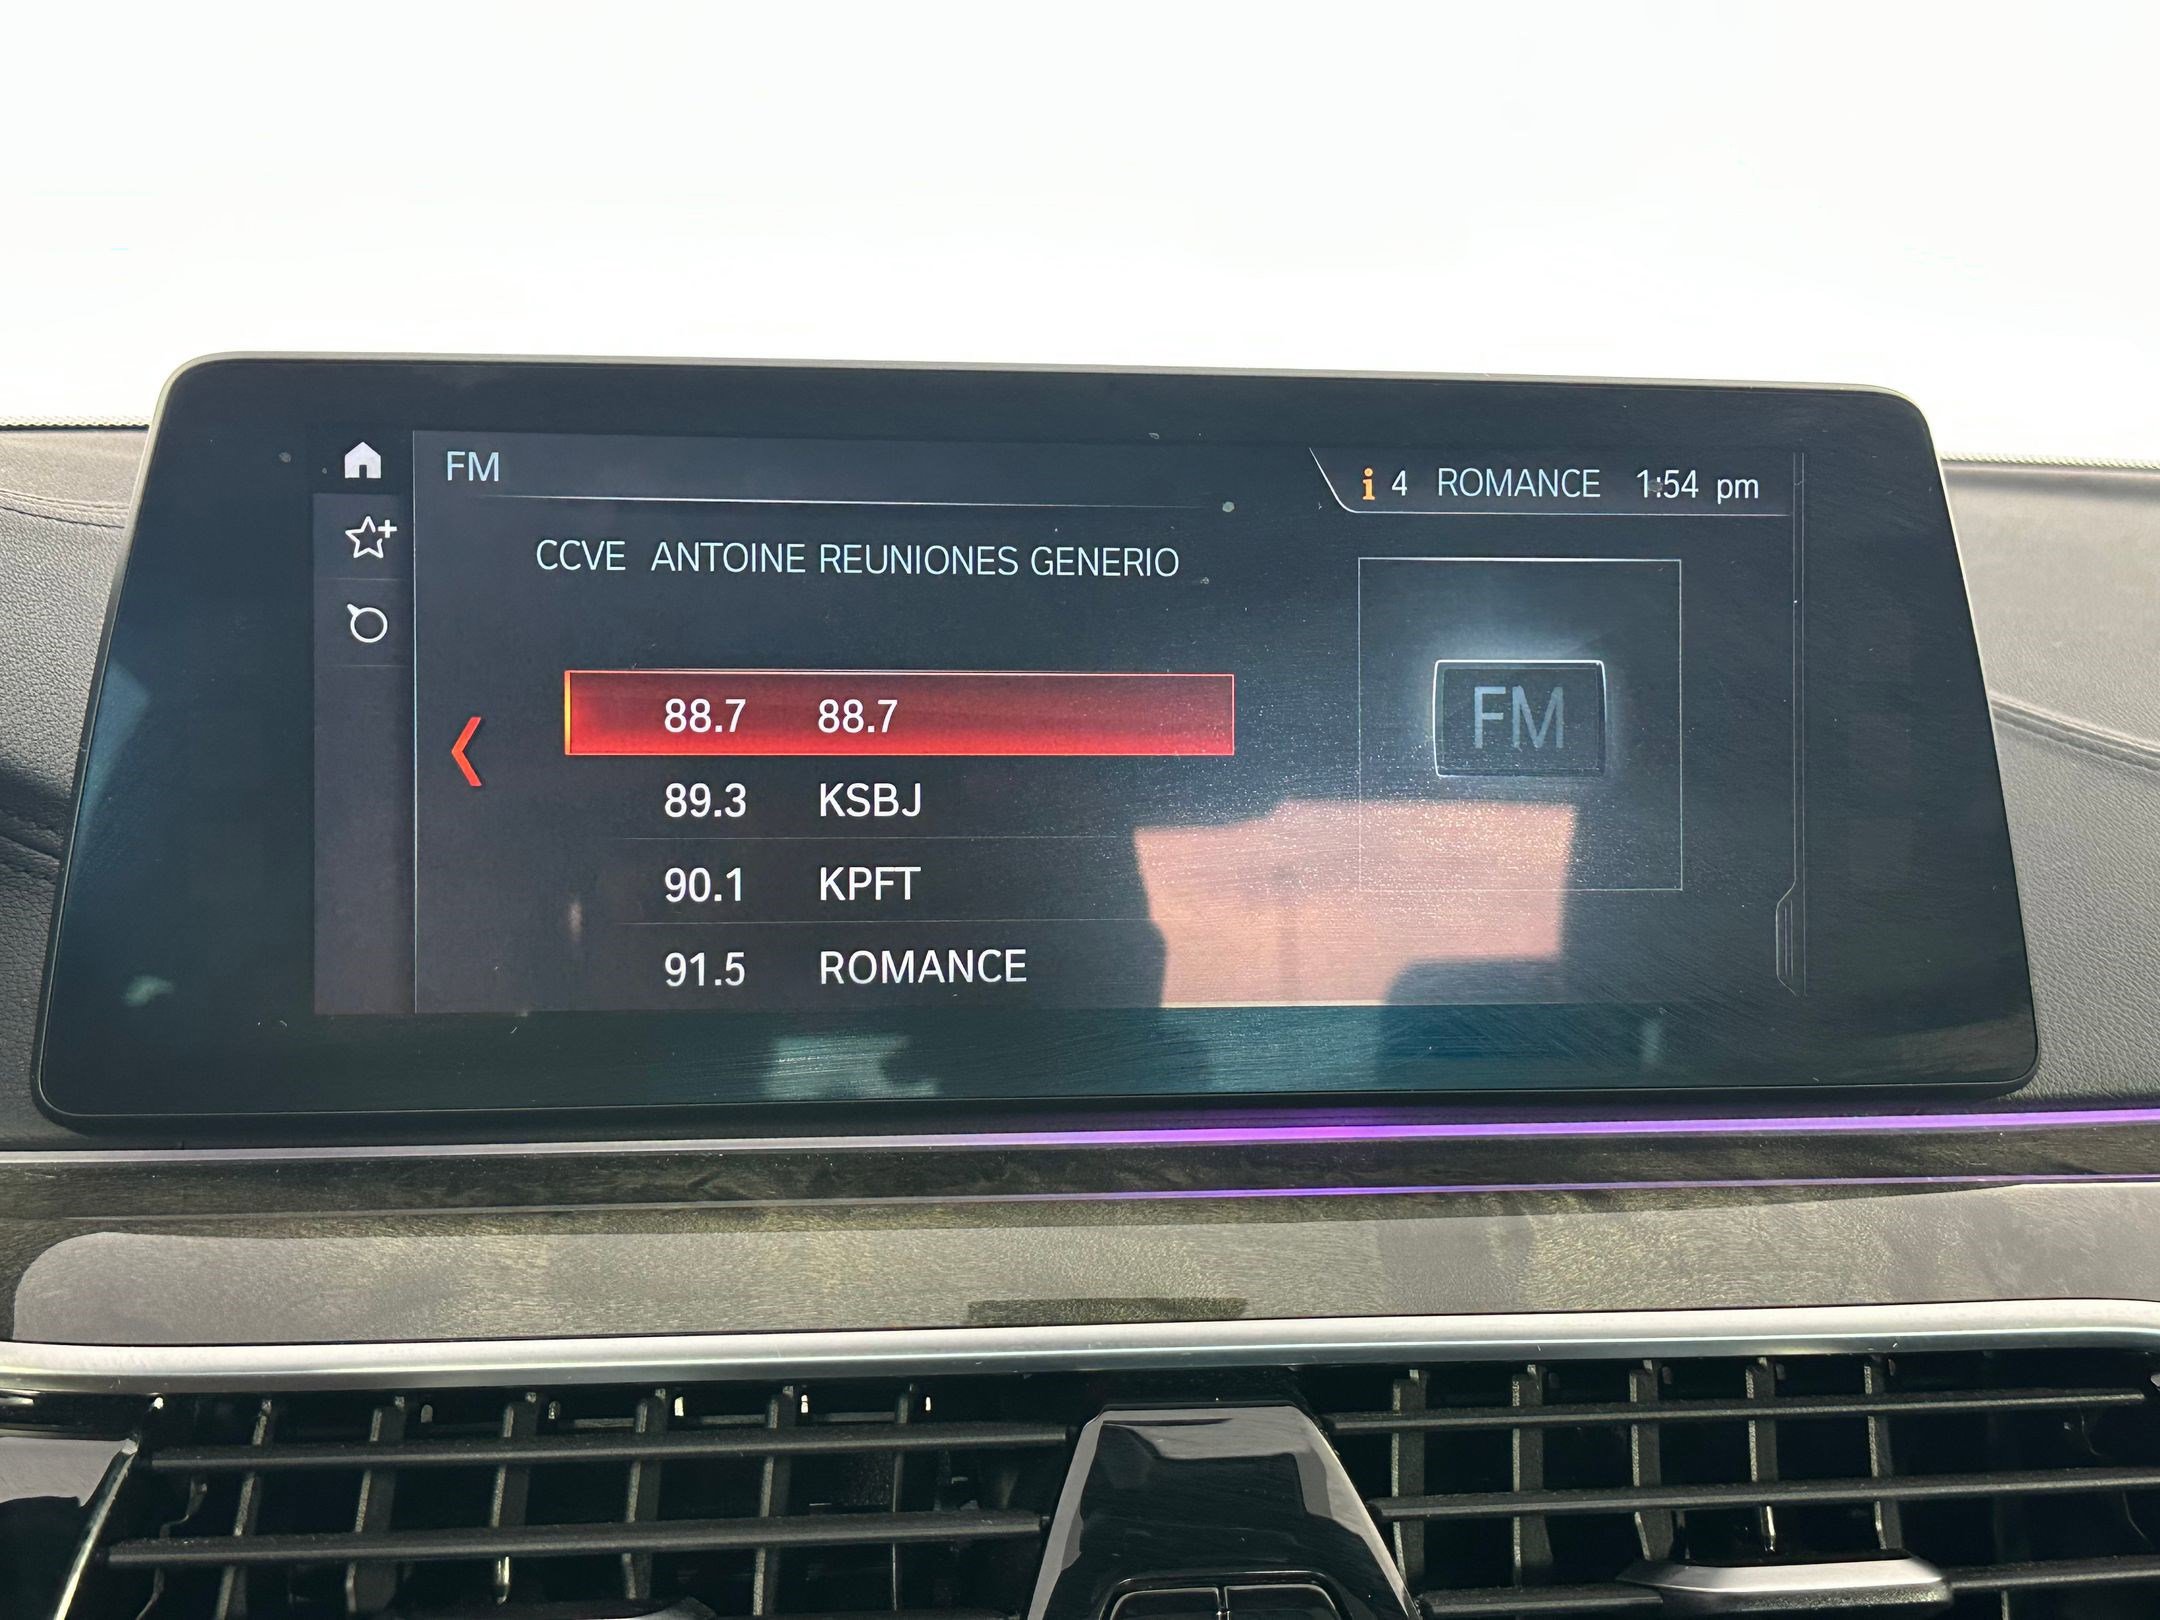 FM
i 4 ROMANCE 1:54 pm
CCVE ANTOINE REUNIONES GENERIO
FM
88.7 88.7
89.3 KSBJ
90.1 KPFT
91.5 ROMANCE